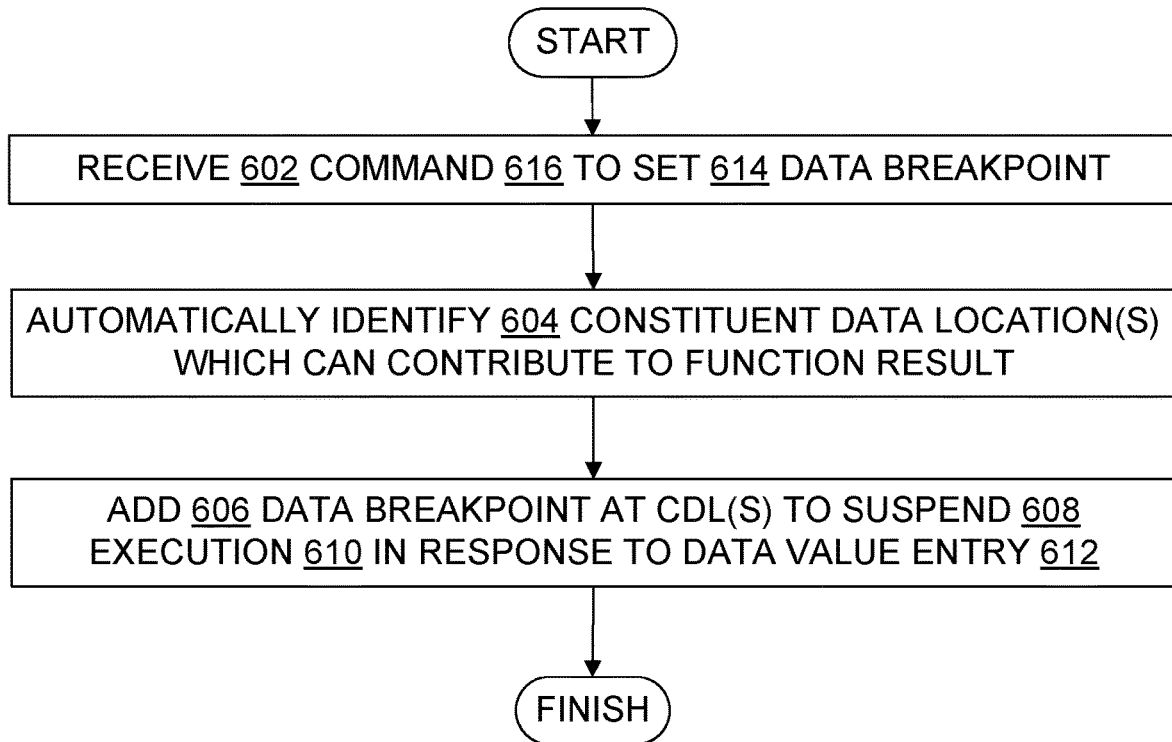 START
RECEIVE 602 COMMAND 616 TO SET 614 DATA BREAKPOINT
AUTOMATICALLY IDENTIFY 604 CONSTITUENT DATA LOCATION(S)
WHICH CAN CONTRIBUTE TO FUNCTION RESULT
ADD 606 DATA BREAKPOINT AT CDL(S) TO SUSPEND 608
EXECUTION 610 IN RESPONSE TO DATA VALUE ENTRY 612
FINISH